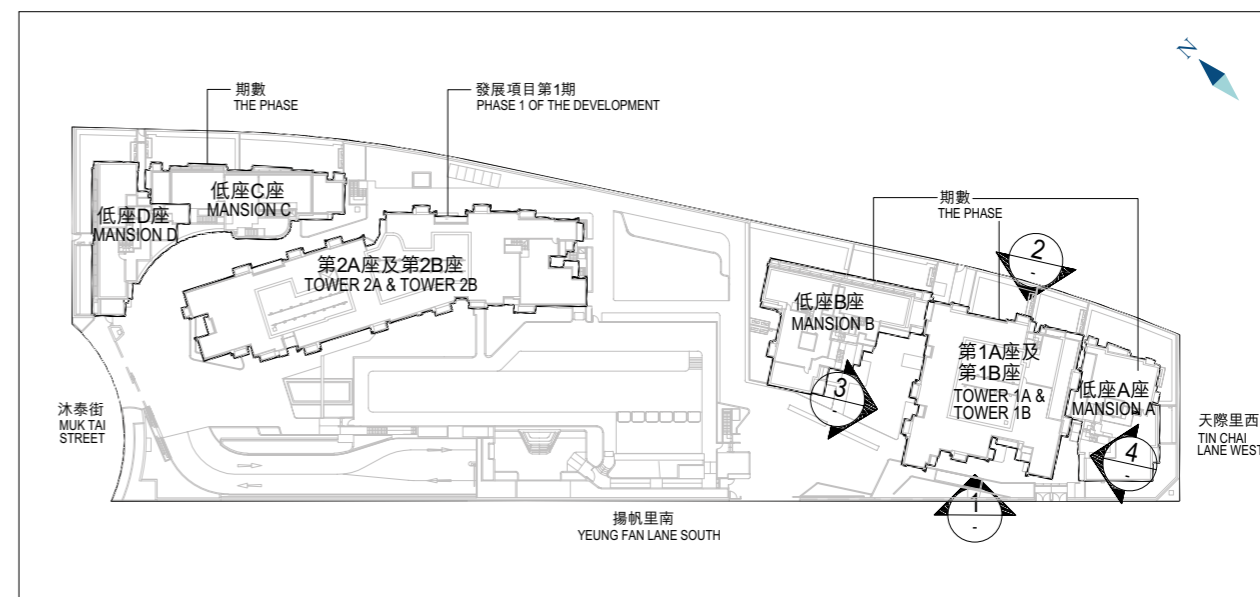 N
期數
THE PHASE
發展項目第1期
PHASE 1 OF THE DEVELOPMENT
低座C座
MANSION C
低座D座
MANSION D
第2A座及第2B座
TOWER 2A & TOWER 2B
期數
THE PHASE
2
-
低座B座
MANSION B
第1A座及
第1B座
TOWER 1A &
TOWER 1B
低座A座
MANSION A
3
-
4
-
1
-
沐泰街
MUK TAI
STREET
天際里西
TIN CHAI
LANE WEST
揚帆里南
YEUNG FAN LANE SOUTH